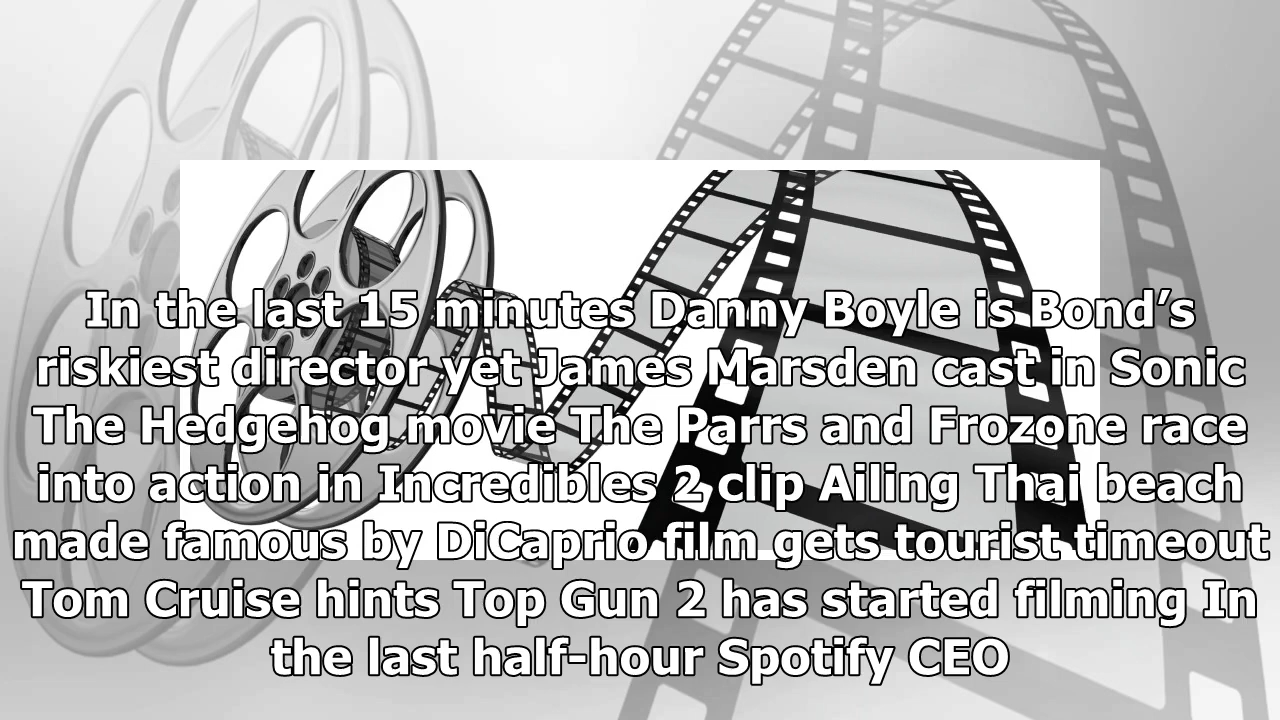 In the last 15 minutes Danny Boyle is Bond’s
riskiest director yet James Marsden cast in Sonic
The Hedgehog movie The Parrs and Frozone race
into action in Incredibles 2 clip Ailing Thai beach
made famous by DiCaprio film gets tourist timeout
Tom Cruise hints Top Gun 2 has started filming In
the last half-hour Spotify CEO